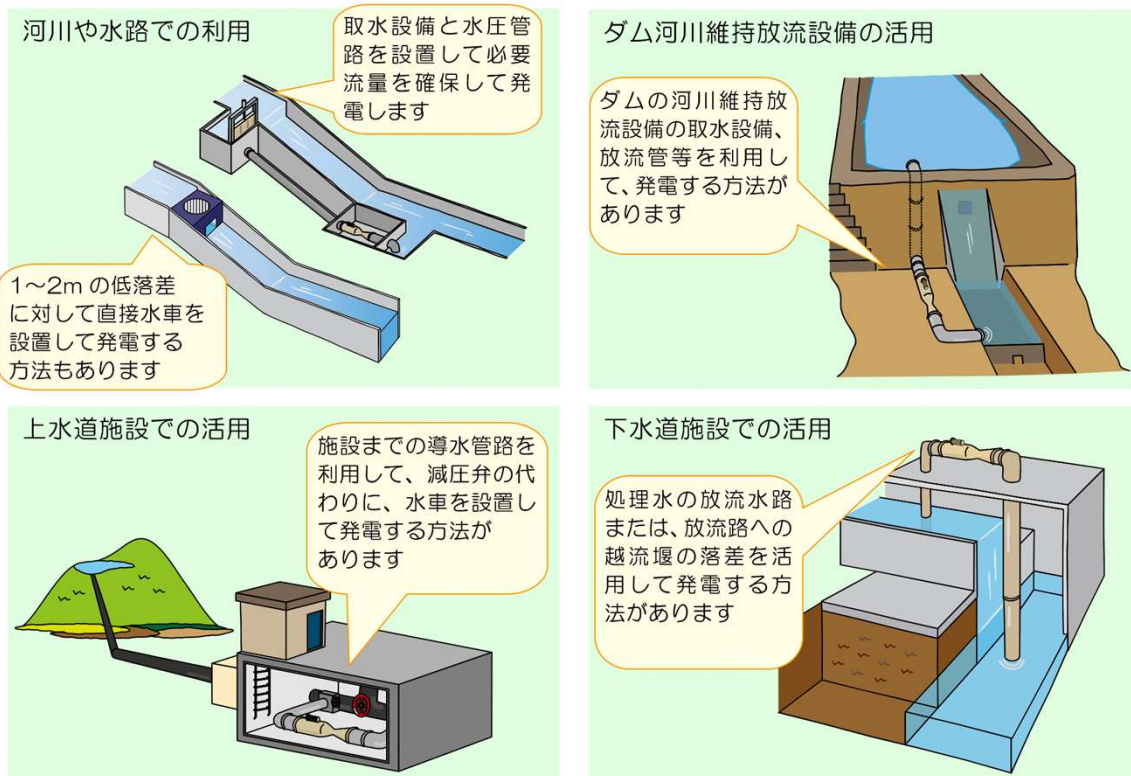 河川や水路での利用
取水設備と水圧管
路を設置して必要
流量を確保して発
電します
1～2m の低落差
に対して直接水車を
設置して発電する
方法もあります
ダム河川維持放流設備の活用
ダムの河川維持放
流設備の取水設備、
放流管等を利用し
て、発電する方法が
あります
上水道施設での活用
施設までの導水管路を
利用して、減圧弁の代
わりに、水車を設置し
て発電する方法が
あります
下水道施設での活用
処理水の放流水路
または、放流路への
越流堰の落差を活
用して発電する方
法があります